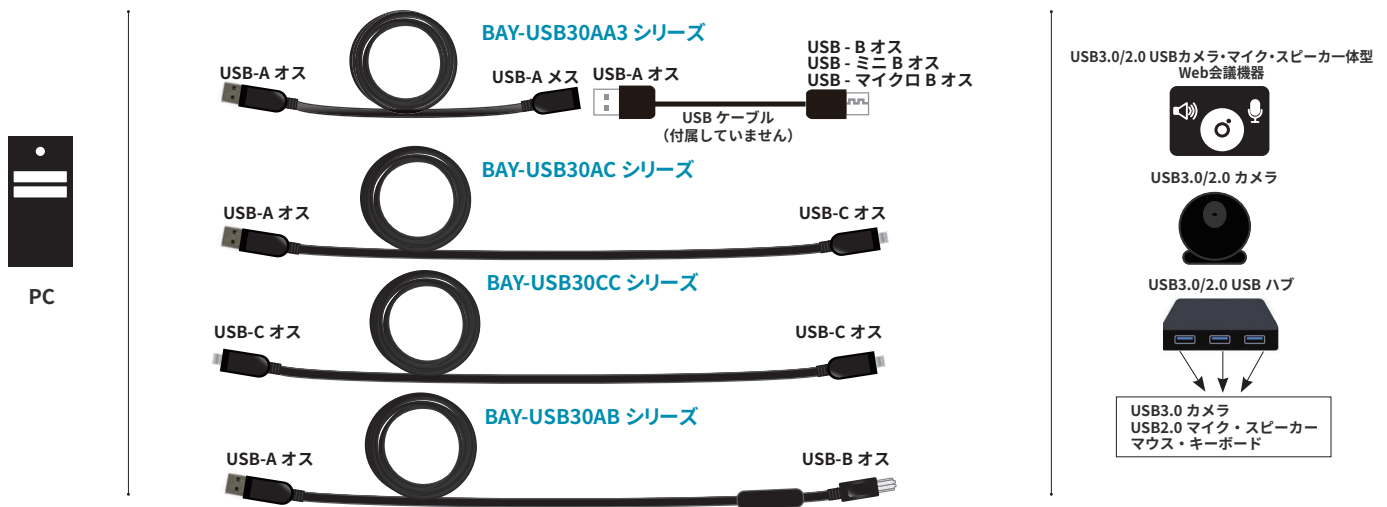 PC
BAY-USB30AA3 シリーズ
USB-A オス
USB-A メス
USB-A オス
USB - B オス
USB - ミニ B オス
USB - マイクロ B オス
USB ケーブル
（付属していません）
BAY-USB30AC シリーズ
USB-A オス
USB-C オス
BAY-USB30CC シリーズ
USB-C オス
USB-C オス
BAY-USB30AB シリーズ
USB-A オス
USB-B オス
USB3.0/2.0 USBカメラ・マイク・スピーカー体型
Web会議機器
USB3.0/2.0 カメラ
USB3.0/2.0 USB ハブ
USB3.0 カメラ
USB2.0 マイク・スピーカー
マウス・キーボード